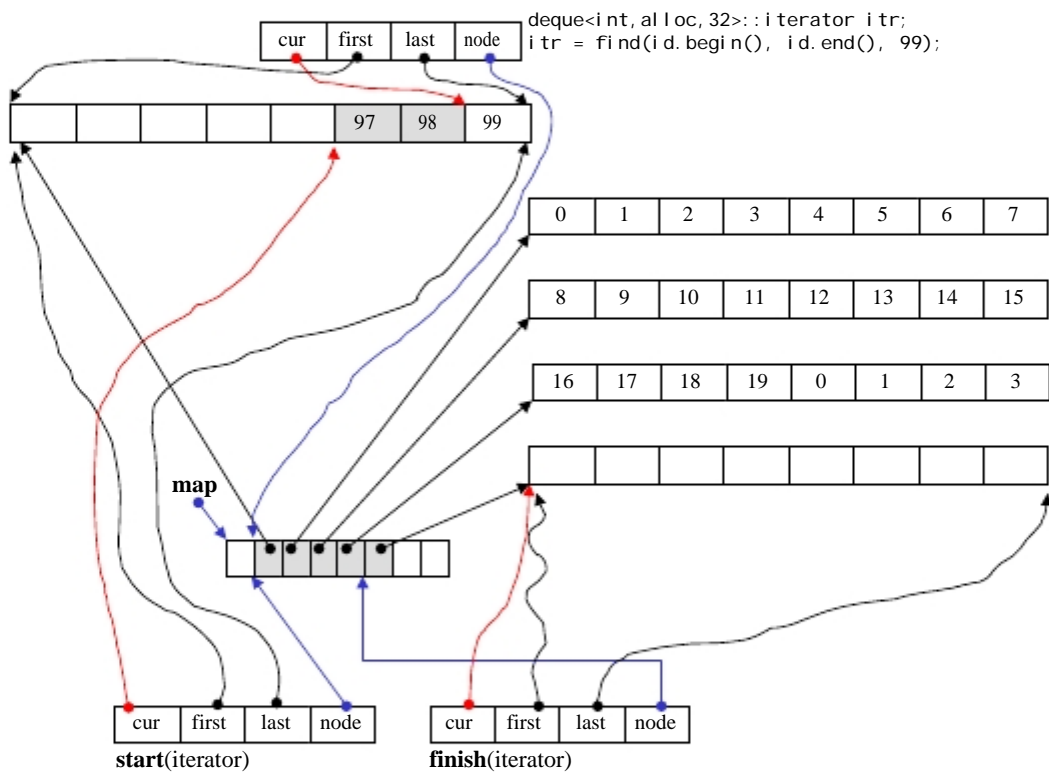 deque<int,alloc,32>::iterator itr;
cur first last node
itr = find(id.begin(), id.end(), 99);
97 98 99
0 1 2 3 4 5 6 7
8 9 10 11 12 13 14 15
16 17 18 19 0 1 2 3
map
cur first last node
cur first last node
start(iterator)
finish(iterator)